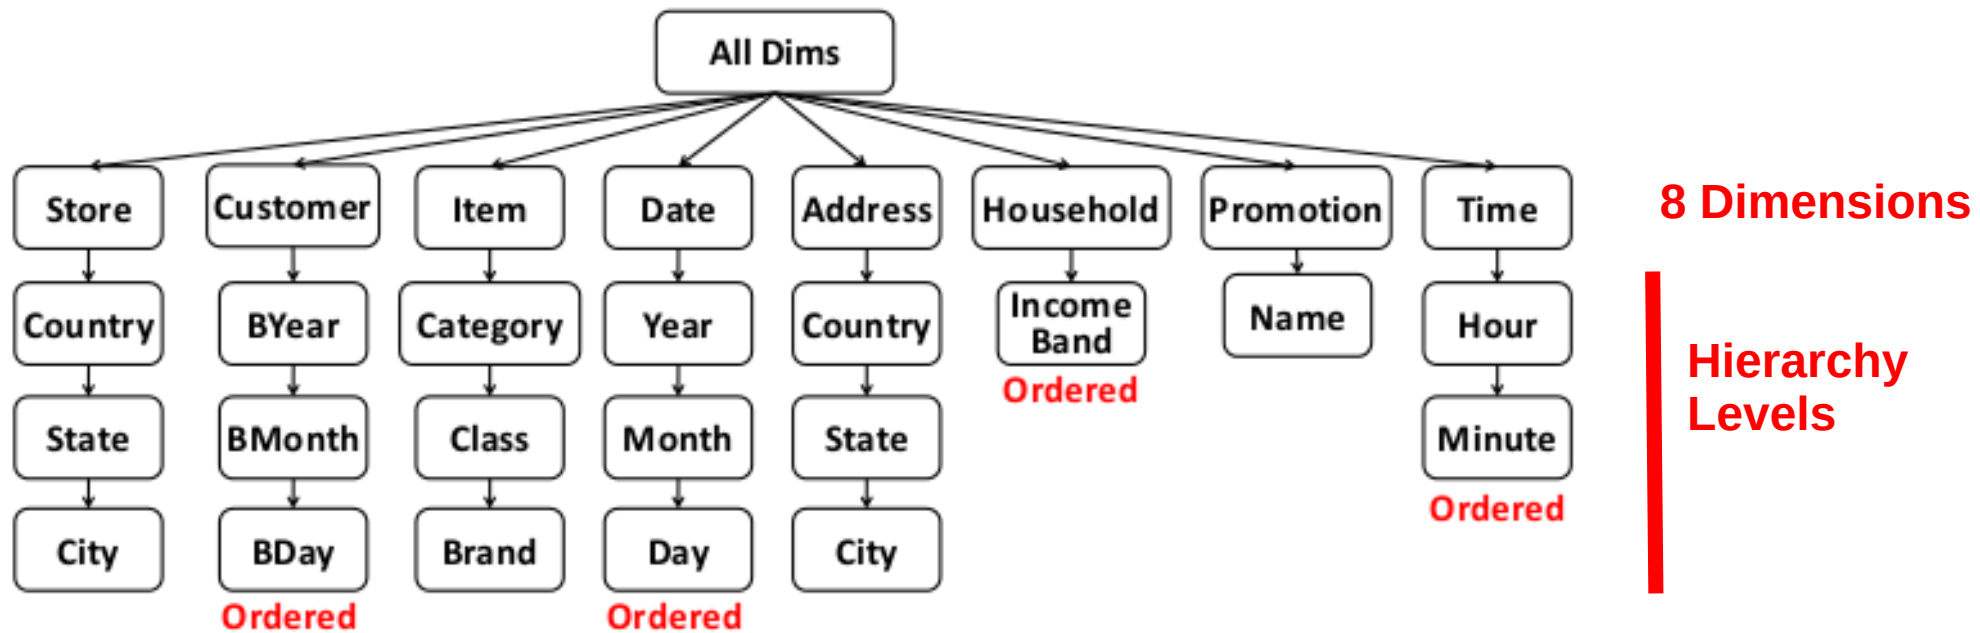 All Dims
Store
Customer
Item
Date
Address
Household
Promotion
Time
8 Dimensions
Country
BYear
Category
Year
Country
Income
Band
Name
Hour
Ordered
Hierarchy
Levels
State
BMonth
Class
Month
State
Minute
Ordered
City
BDay
Brand
Day
City
Ordered
Ordered